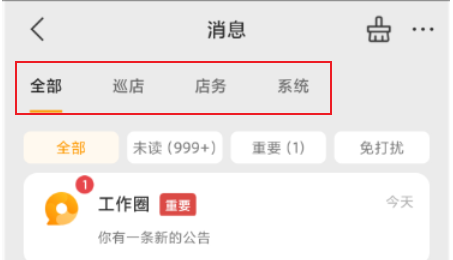 消息
全部 巡店 店务 系统
全部 未读 (999+) 重要 (1) 免打扰
1
工作圈 重要 今天
你有一条新的公告